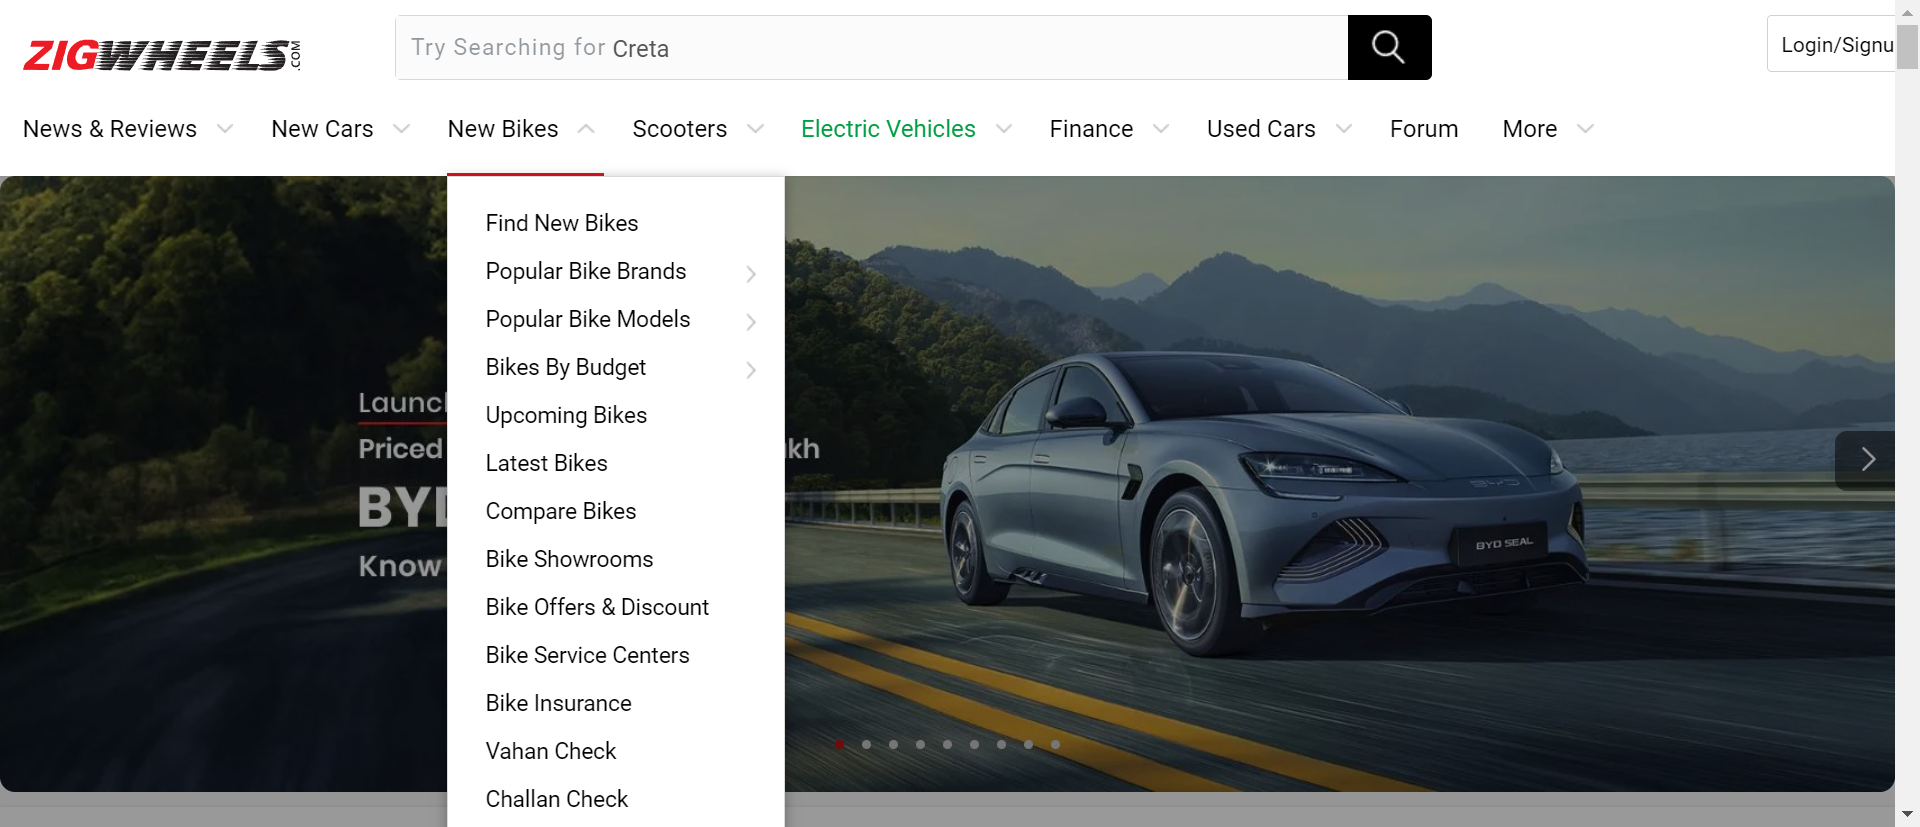 ZIGWHEELS.COM
Try Searching for Creta
Login/Signu
News & Reviews
New Cars
New Bikes
Scooters
Electric Vehicles
Finance
Used Cars
Forum
More
Find New Bikes
Popular Bike Brands
Popular Bike Models
Bikes By Budget
Upcoming Bikes
Latest Bikes
Compare Bikes
Bike Showrooms
Bike Offers & Discount
Bike Service Centers
Bike Insurance
Vahan Check
Challan Check
Launc
Priced
kh
BYD
Know
BYD
BYD SEAL